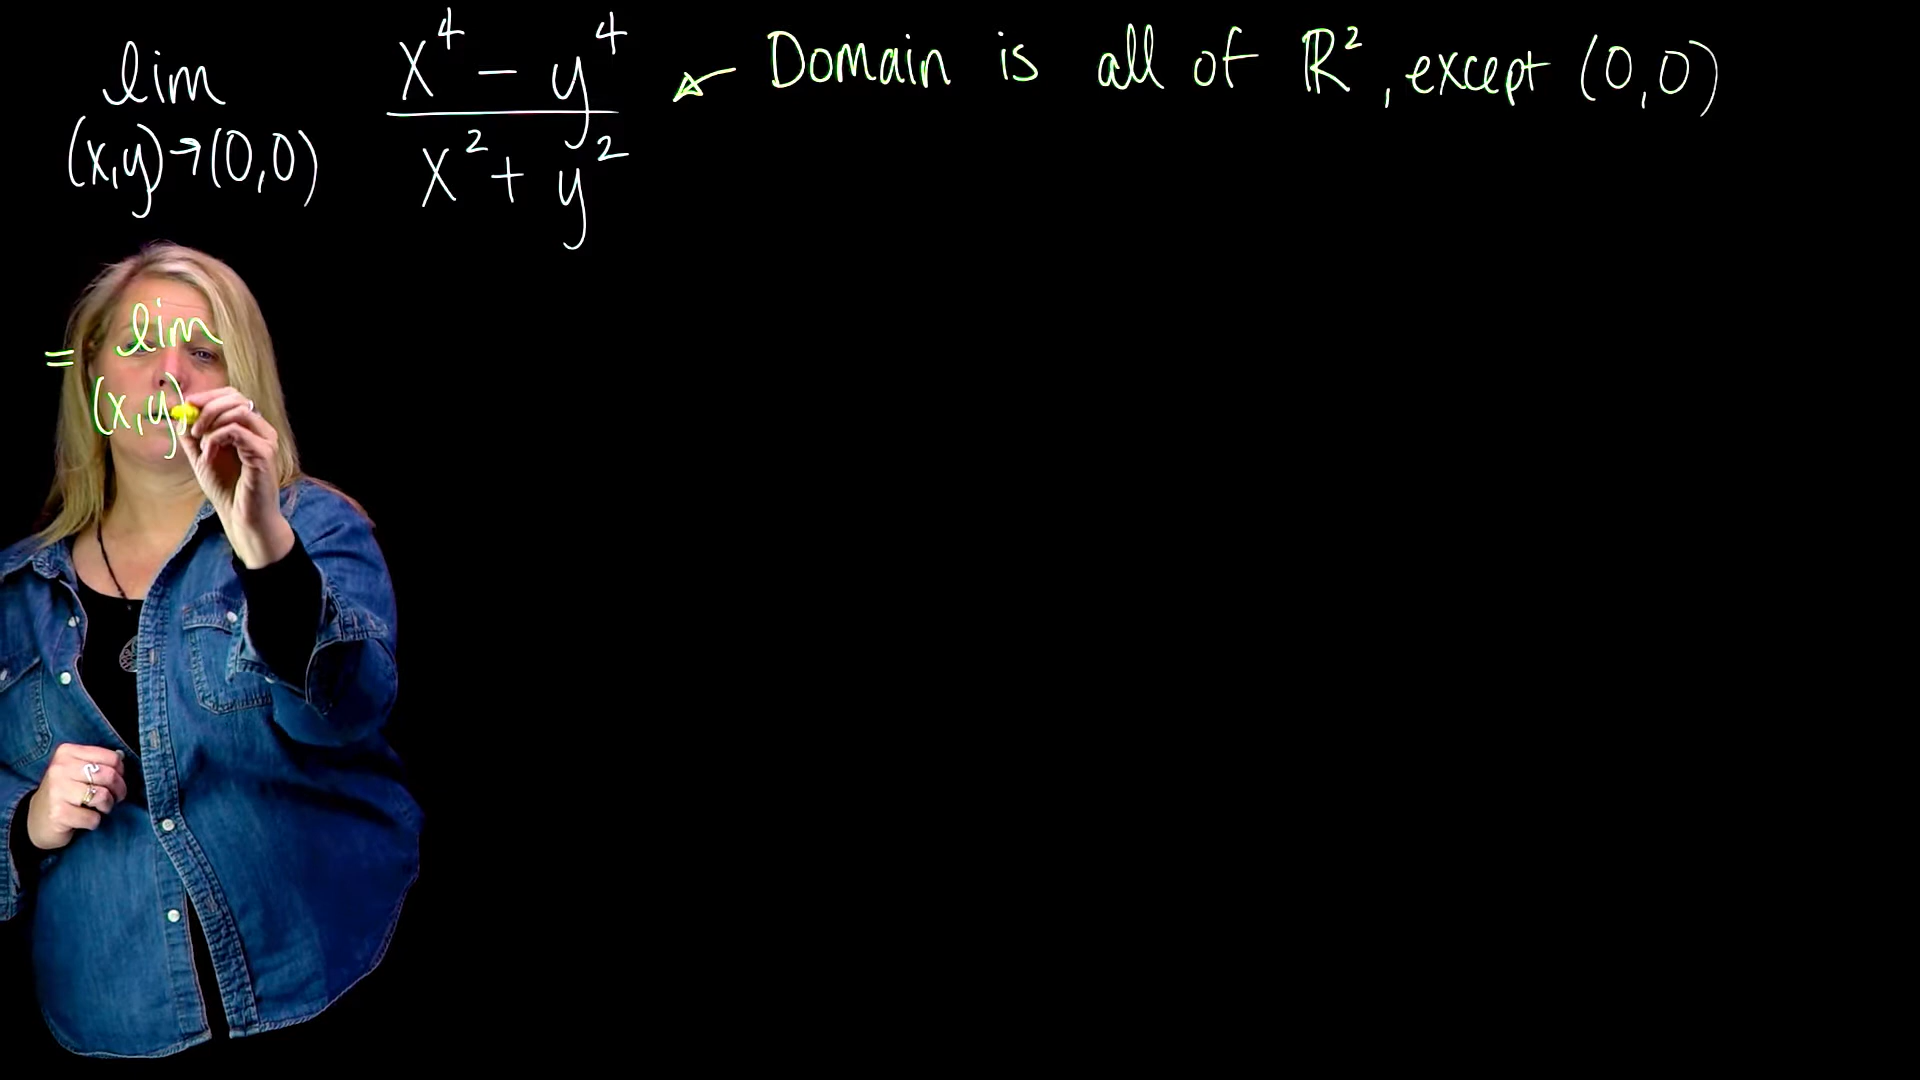 lim x⁴ - y⁴ ← Domain is all of ℝ², except (0,0)
(x,y)→(0,0) x² + y²
= lim
(x,y)